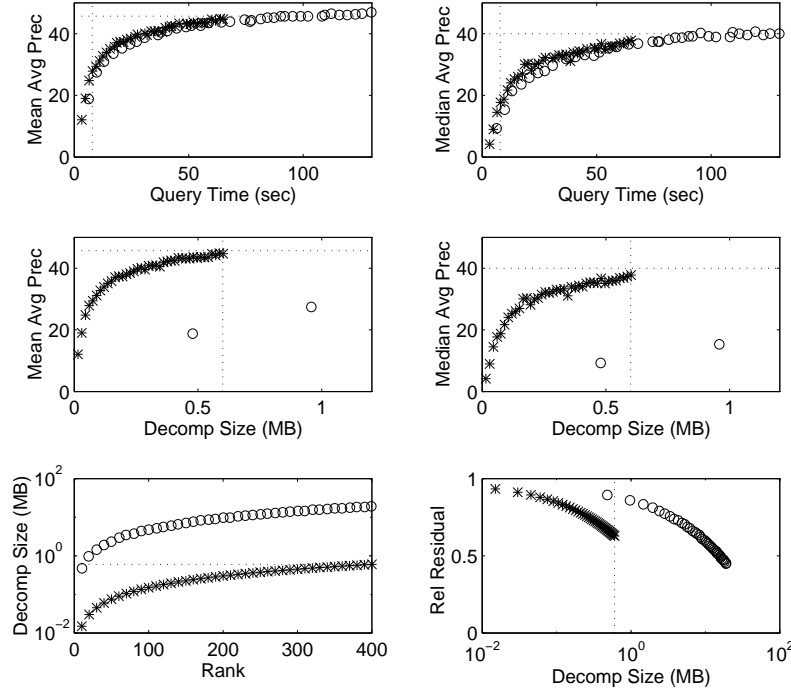 Mean Avg Prec
40
20
0
0 50 100
Query Time (sec)
Median Avg Prec
40
20
0
0 50 100
Query Time (sec)
Mean Avg Prec
40
20
0
0 0.5 1
Decomp Size (MB)
Median Avg Prec
60
40
20
0
0 0.5 1
Decomp Size (MB)
Decomp Size (MB)
10^2
10^0
10^-2
0 100 200 300 400
Rank
Rel Residual
1
0.5
0
10^-2 10^0 10^2
Decomp Size (MB)